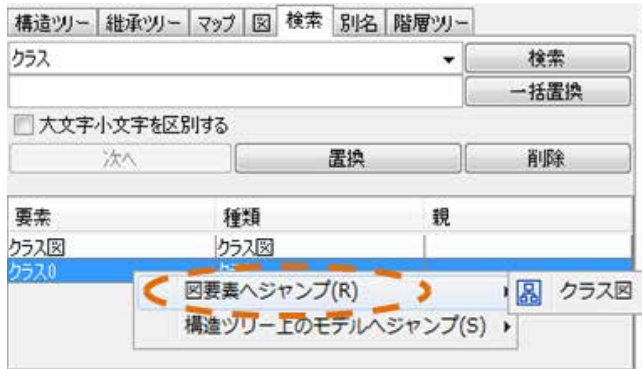 構造ツリー 継承ツリー マップ 図 検索 別名 階層ツリー
クラス 検索
一括置換
大文字小文字を区別する
次へ 置換 削除
要素 種類 親
クラス図 クラス図
クラス0
図要素へジャンプ(R) クラス図
構造ツリー上のモデルへジャンプ(S)